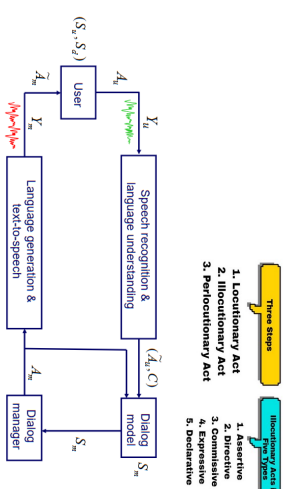 Three Steps
1. Locutionary Act
2. Illocutionary Act
3. Perlocutionary Act
Illocutionary Acts
Five Types
1. Assertive
2. Directive
3. Commissive
4. Expressive
5. Declarative
(S_u, S_d)
User
A_u
Y_u
Speech recognition &
language understanding
(Ã_u, C)
Dialog
model
S_m
S_m
Dialog
manager
A_m
Language generation &
text-to-speech
Y_m
Ã_m